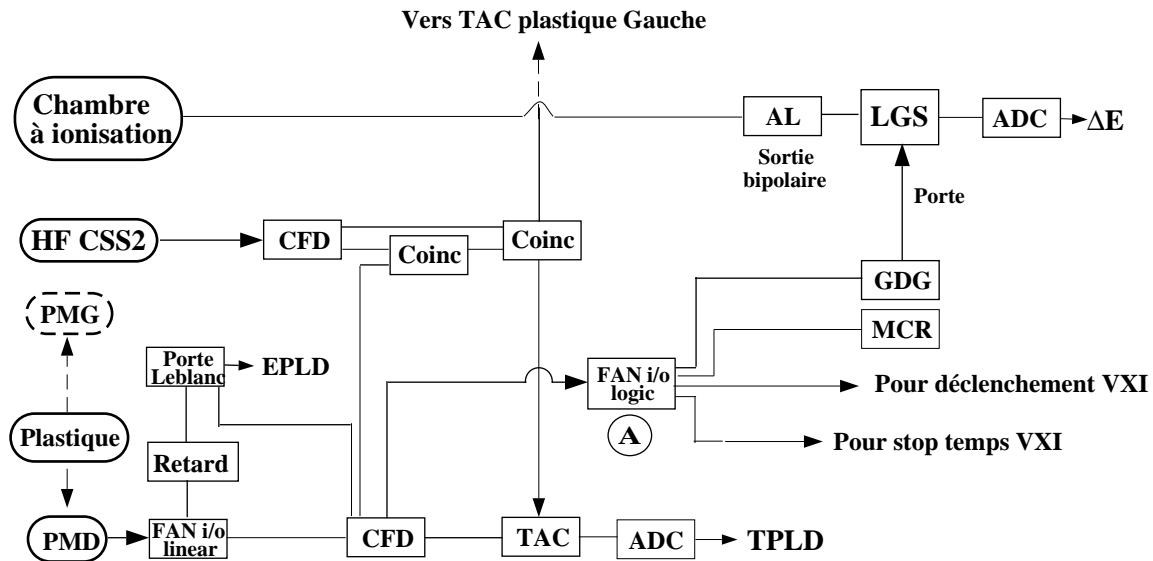 Vers TAC plastique Gauche
Chambre
à ionisation
AL
LGS
ADC
ΔE
Sortie
bipolaire
Porte
HF CSS2
CFD
Coinc
Coinc
GDG
PMG
MCR
Porte
Leblanc
EPLD
FAN i/o
logic
Pour déclenchement VXI
A
Plastique
Pour stop temps VXI
Retard
PMD
FAN i/o
linear
CFD
TAC
ADC
TPLD